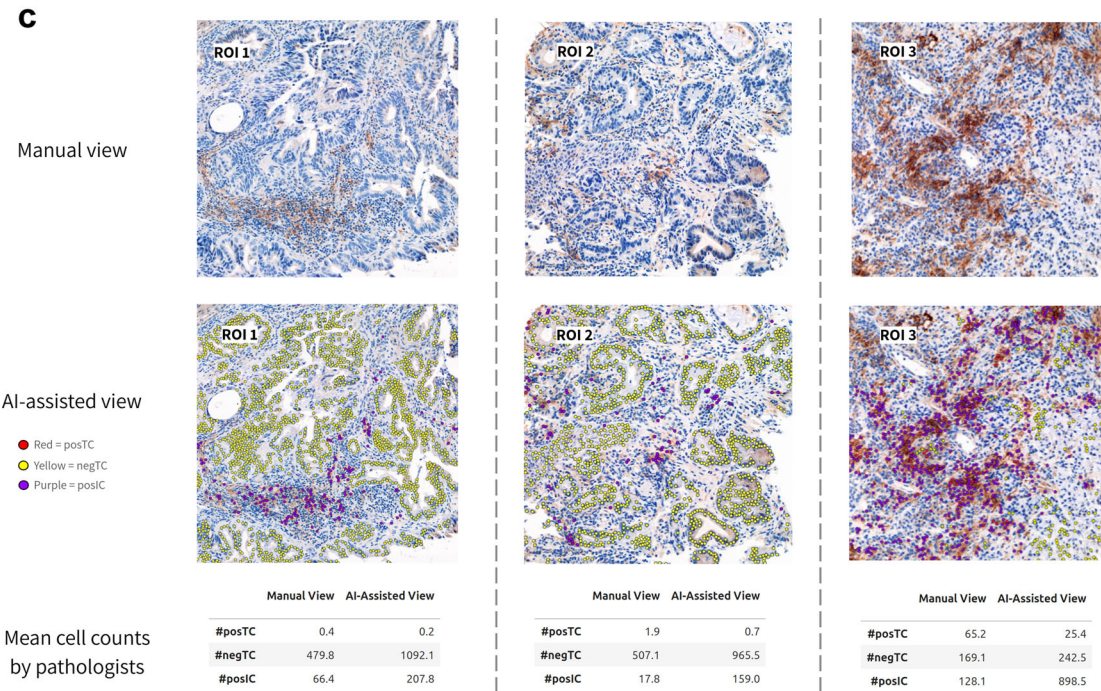 c
ROI 1
ROI 2
ROI 3
Manual view
ROI 1
ROI 2
ROI 3
AI-assisted view
Red = posTC
Yellow = negTC
Purple = posIC
Manual View AI-Assisted View
#posTC 0.4 0.2
#negTC 479.8 1092.1
#posIC 66.4 207.8
Manual View AI-Assisted View
#posTC 1.9 0.7
#negTC 507.1 965.5
#posIC 17.8 159.0
Manual View AI-Assisted View
#posTC 65.2 25.4
#negTC 169.1 242.5
#posIC 128.1 898.5
Mean cell counts
by pathologists